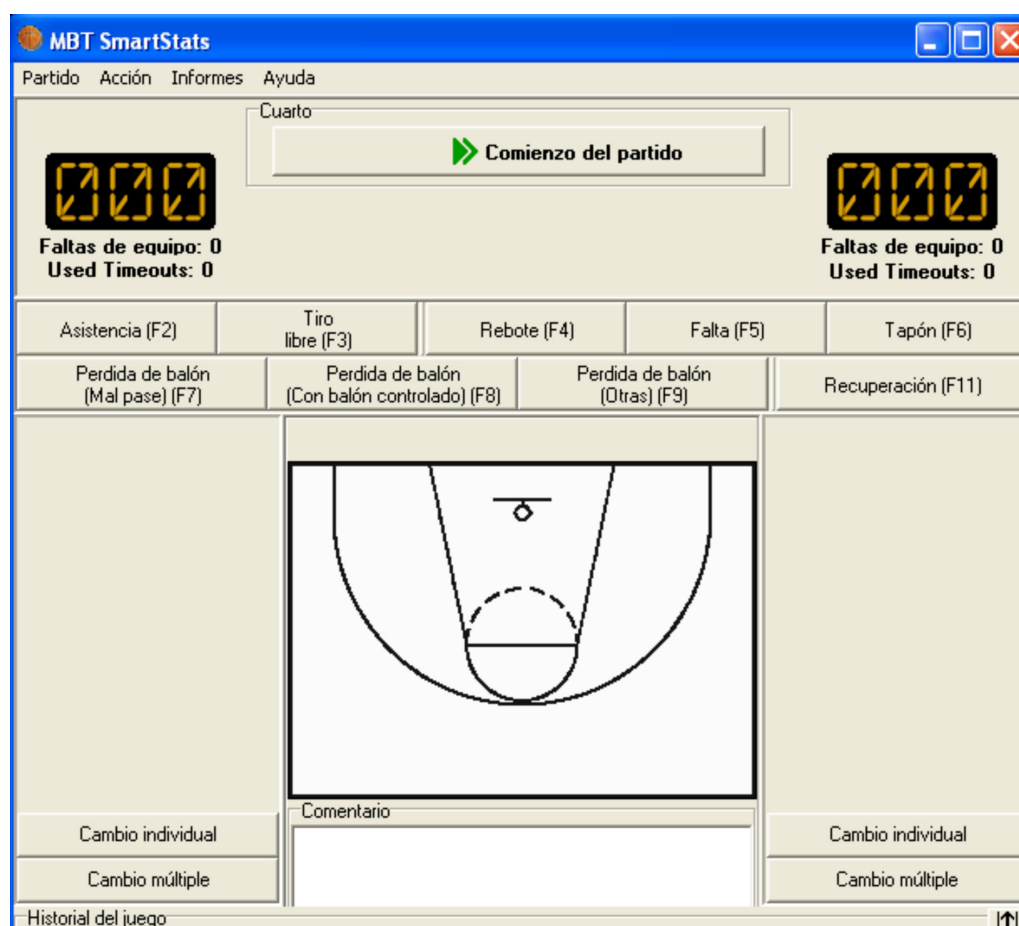 MBT SmartStats
Partido Acción Informes Ayuda
Cuarto
Comienzo del partido
000
000
Faltas de equipo: 0
Used Timeouts: 0
Faltas de equipo: 0
Used Timeouts: 0
Asistencia (F2)
Tiro
libre (F3)
Rebote (F4)
Falta (F5)
Tapón (F6)
Perdida de balón
(Mal pase) (F7)
Perdida de balón
(Con balón controlado) (F8)
Perdida de balón
(Otras) (F9)
Recuperación (F11)
Comentario
Cambio individual
Cambio múltiple
Cambio individual
Cambio múltiple
Historial del juego